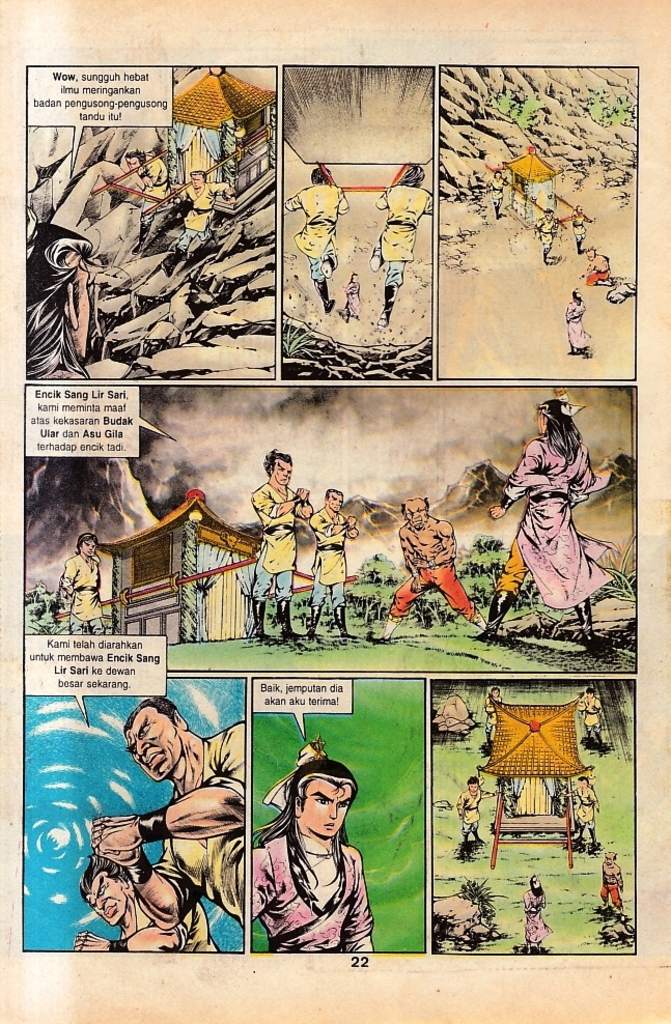 Wow, sungguh hebat
ilmu meringankan
badan pengusong-pengusong
tandu itu!
Encik Sang Lir Sari,
kami meminta maaf
atas kekasaran Budak
Ular dan Asu Gila
terhadap encik tadi.
Kami telah diarahkan
untuk membawa Encik Sang
Lir Sari ke dewan
besar sekarang.
Baik, jemputan dia
akan aku terima!
22